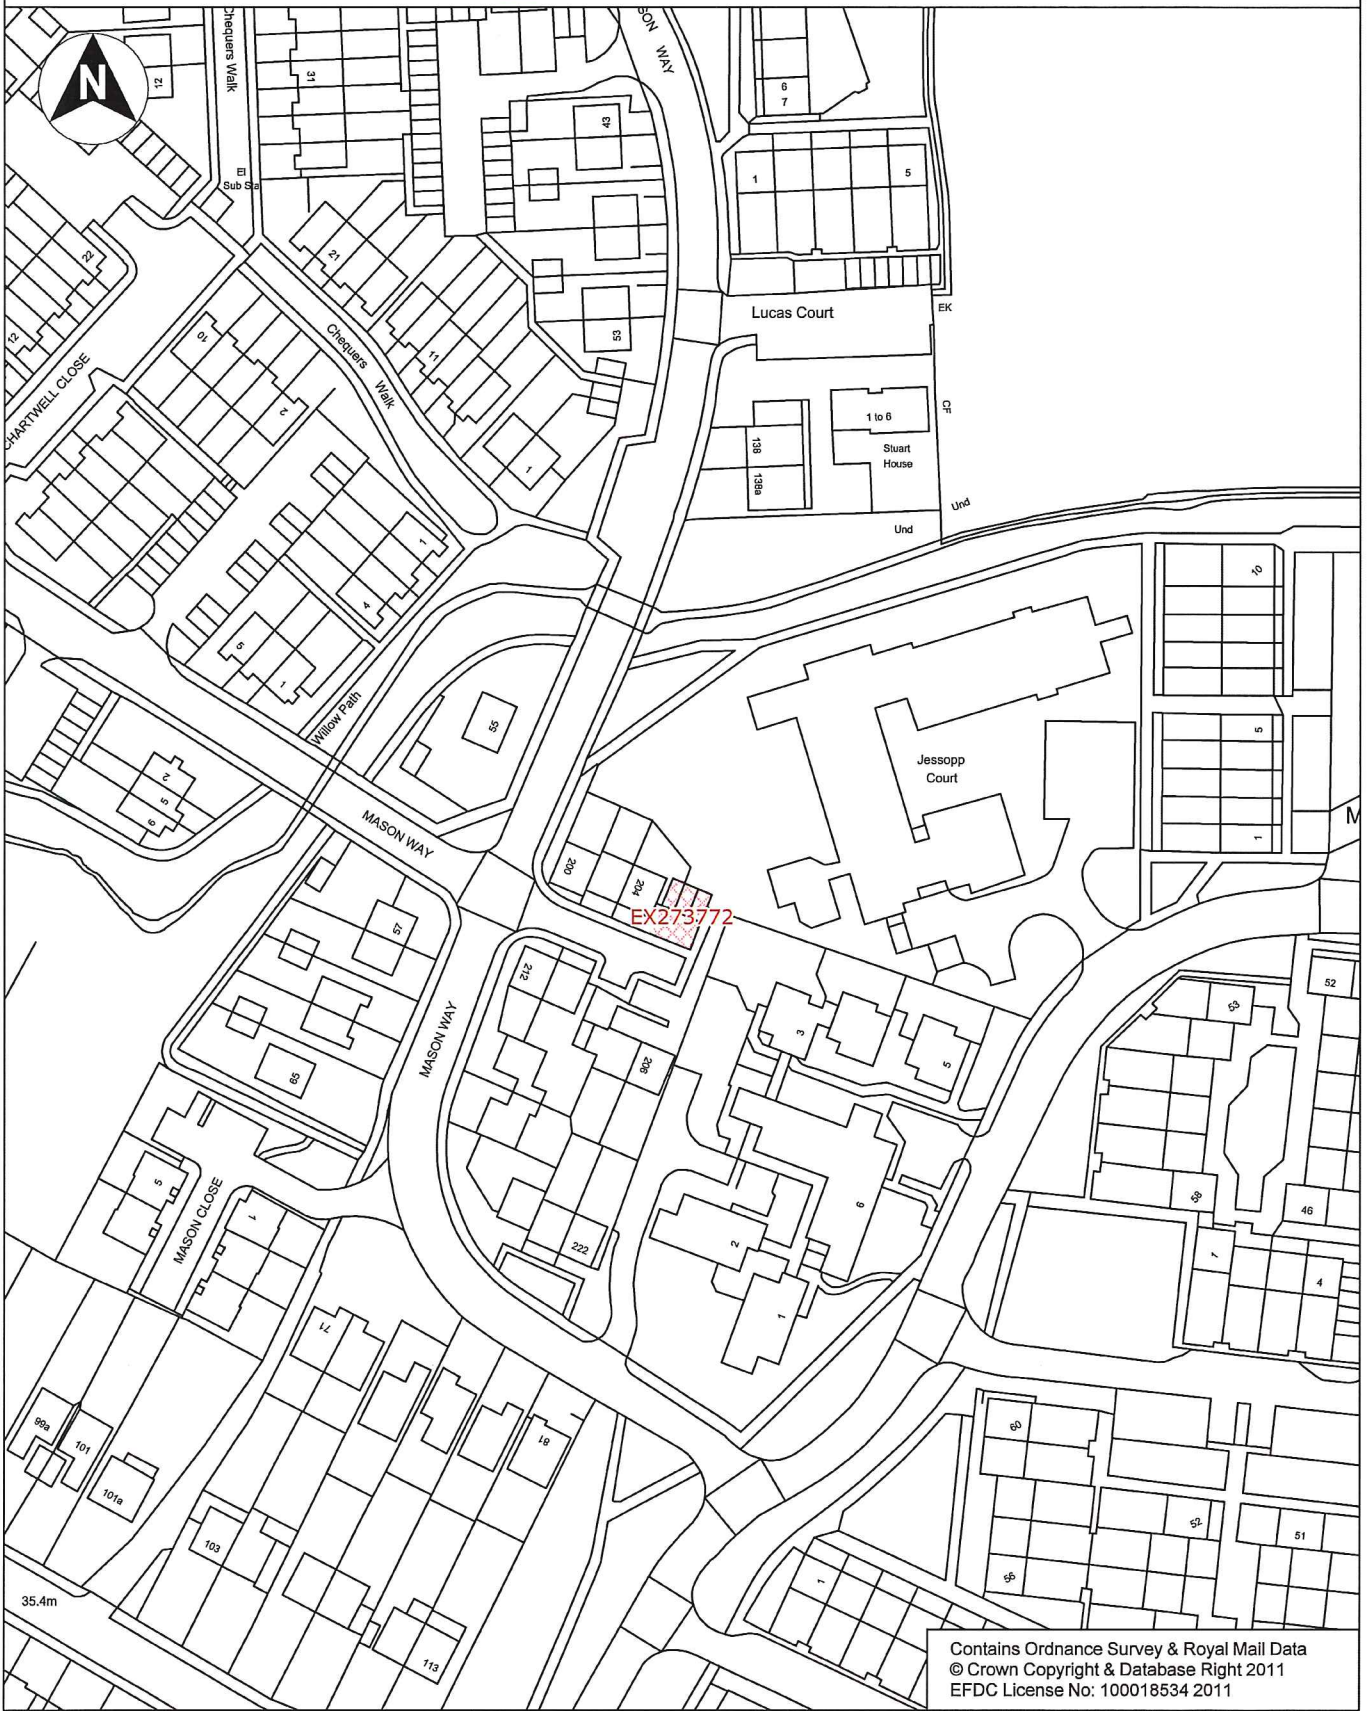 N
12
Chequers Walk
31
SON WAY
6
7
43
1
5
El
Sub Sta
22
21
12
10
Chequers Walk
11
53
Lucas Court
EK
CHARTWELL CLOSE
2
1
138
138a
1 to 6
Stuart
House
CF
Und
Und
1
4
5
1
Willow Path
55
10
5
1
Jessopp
Court
M
2
5
6
MASON WAY
200
204
EX273772
57
212
MASON WAY
65
206
3
5
53
52
5
MASON CLOSE
1
222
2
6
1
58
46
7
4
71
81
99a
101
101a
103
113
60
52
51
56
1
35.4m
Contains Ordnance Survey & Royal Mail Data
© Crown Copyright & Database Right 2011
EFDC License No: 100018534 2011